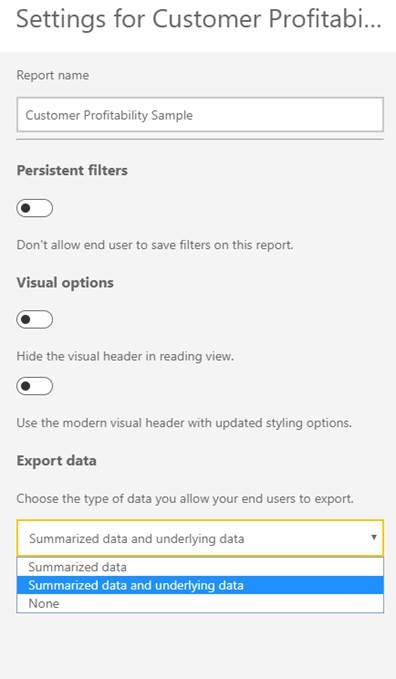 Settings for Customer Profitabi...
Report name
Customer Profitability Sample
Persistent filters
Don't allow end user to save filters on this report.
Visual options
Hide the visual header in reading view.
Use the modern visual header with updated styling options.
Export data
Choose the type of data you allow your end users to export.
Summarized data and underlying data
Summarized data
Summarized data and underlying data
None